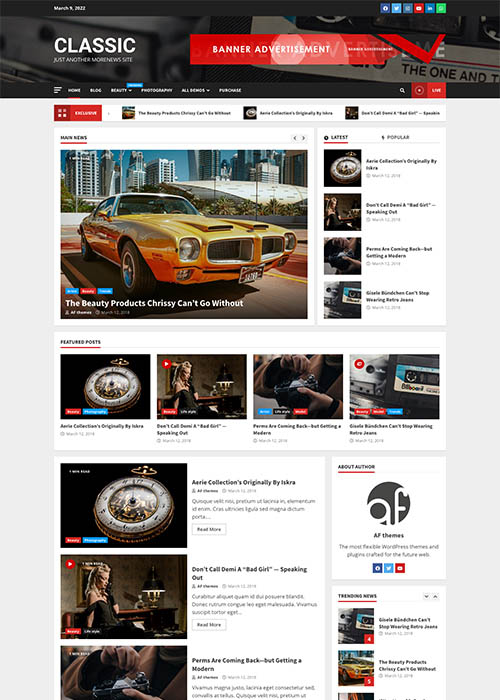 March 9, 2022
CLASSIC
JUST ANOTHER MORENEWS SITE
BANNER ADVERTISEMENT
BANNER ADVERTISEMENT
THE ONE AND T
HOME BLOG BEAUTY PHOTOGRAPHY ALL DEMOS PURCHASE
LIVE
EXCLUSIVE
The Beauty Products Chrissy Can't Go Without
Aerie Collection's Originally By Iskra
Don't Call Demi A "Bad Girl" — Speakin
MAIN NEWS
Artist Beauty Trends
The Beauty Products Chrissy Can't Go Without
AF themes March 12, 2018
LATEST
POPULAR
Aerie Collection's Originally By
Iskra
March 12, 2018
Don't Call Demi A "Bad Girl" —
Speaking Out
March 12, 2018
Perms Are Coming Back—but
Getting a Modern
March 12, 2018
Gisele Bündchen Can't Stop
Wearing Retro Jeans
March 12, 2018
FEATURED POSTS
Beauty Photography
Aerie Collection's Originally By Iskra
March 12, 2018
Beauty Life style
Don't Call Demi A "Bad Girl" —
Speaking Out
March 12, 2018
Artist Life style Model
Perms Are Coming Back—but Getting a
Modern
March 12, 2018
Billboard
Beauty Model Trends
Gisele Bündchen Can't Stop Wearing
Retro Jeans
March 12, 2018
1 MIN READ
Beauty Photography
Aerie Collection's Originally By Iskra
AF themes March 12, 2018
Quisque velit nisi, pretium ut lacinia in, elementum
id enim. Cras ultricies ligula sed magna dictum
porta....
Read More
1 MIN READ
Beauty Life style
Don't Call Demi A "Bad Girl" — Speaking
Out
AF themes March 12, 2018
Curabitur aliquet quam id dui posuere blandit.
Donec rutrum congue leo eget malesuada. Vivamus
suscipit tortor eget...
Read More
1 MIN READ
Perms Are Coming Back—but Getting a
Modern
AF themes March 12, 2018
Vivamus magna justo, lacinia eget consectetur sed,
convallis at tellus. Quisque velit nisi, pretium ut
ABOUT AUTHOR
af
AF themes
The most flexible WordPress themes and
plugins crafted for the future web.
TRENDING NEWS
Gisele Bündchen Can't
Stop Wearing Retro Jeans
March 12, 2018
4
The Beauty Products
Chrissy Can't Go Without
March 12, 2018
5